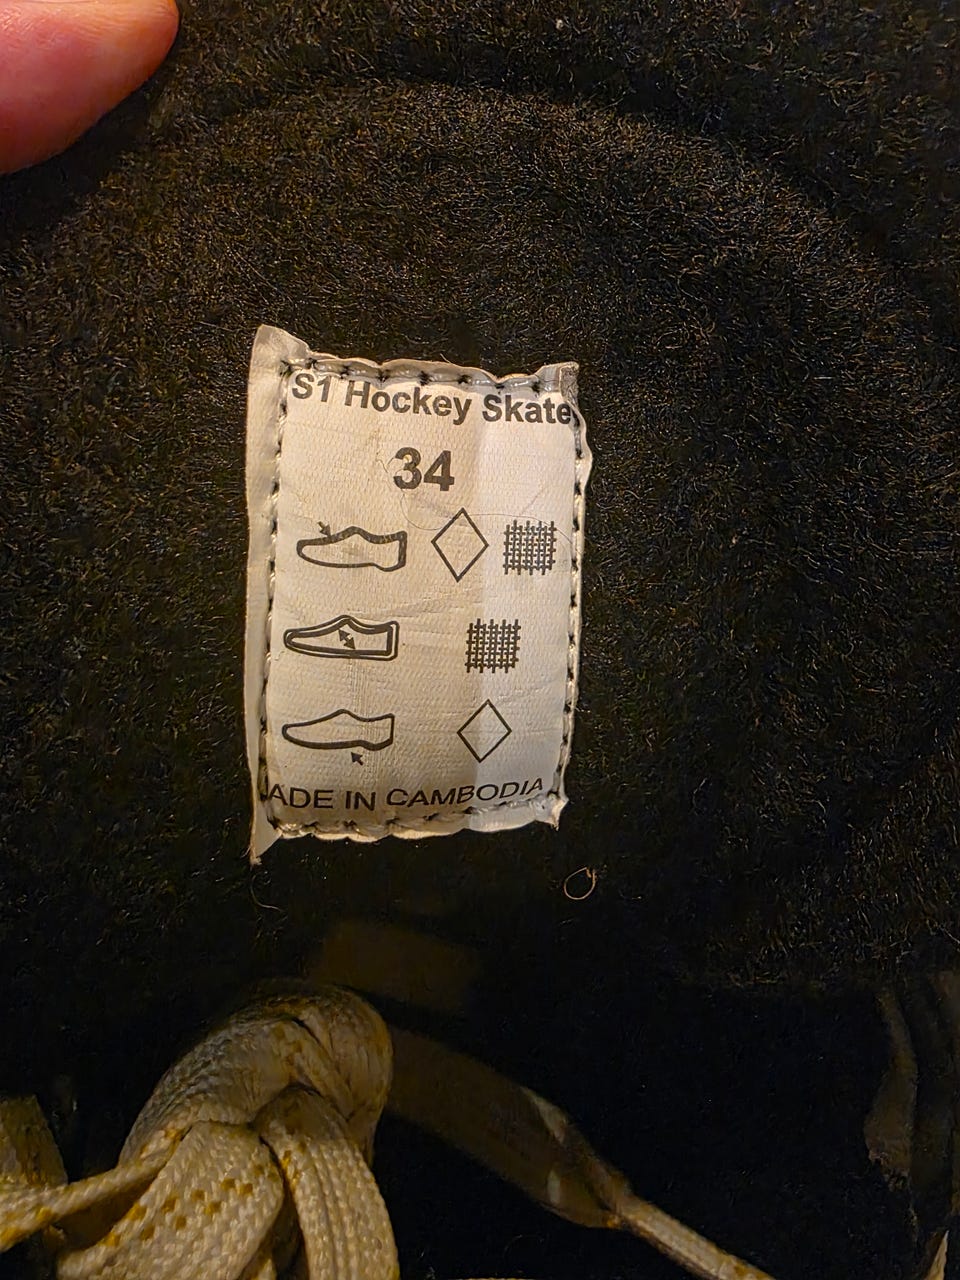 S1 Hockey Skate
34
ADE IN CAMBODIA